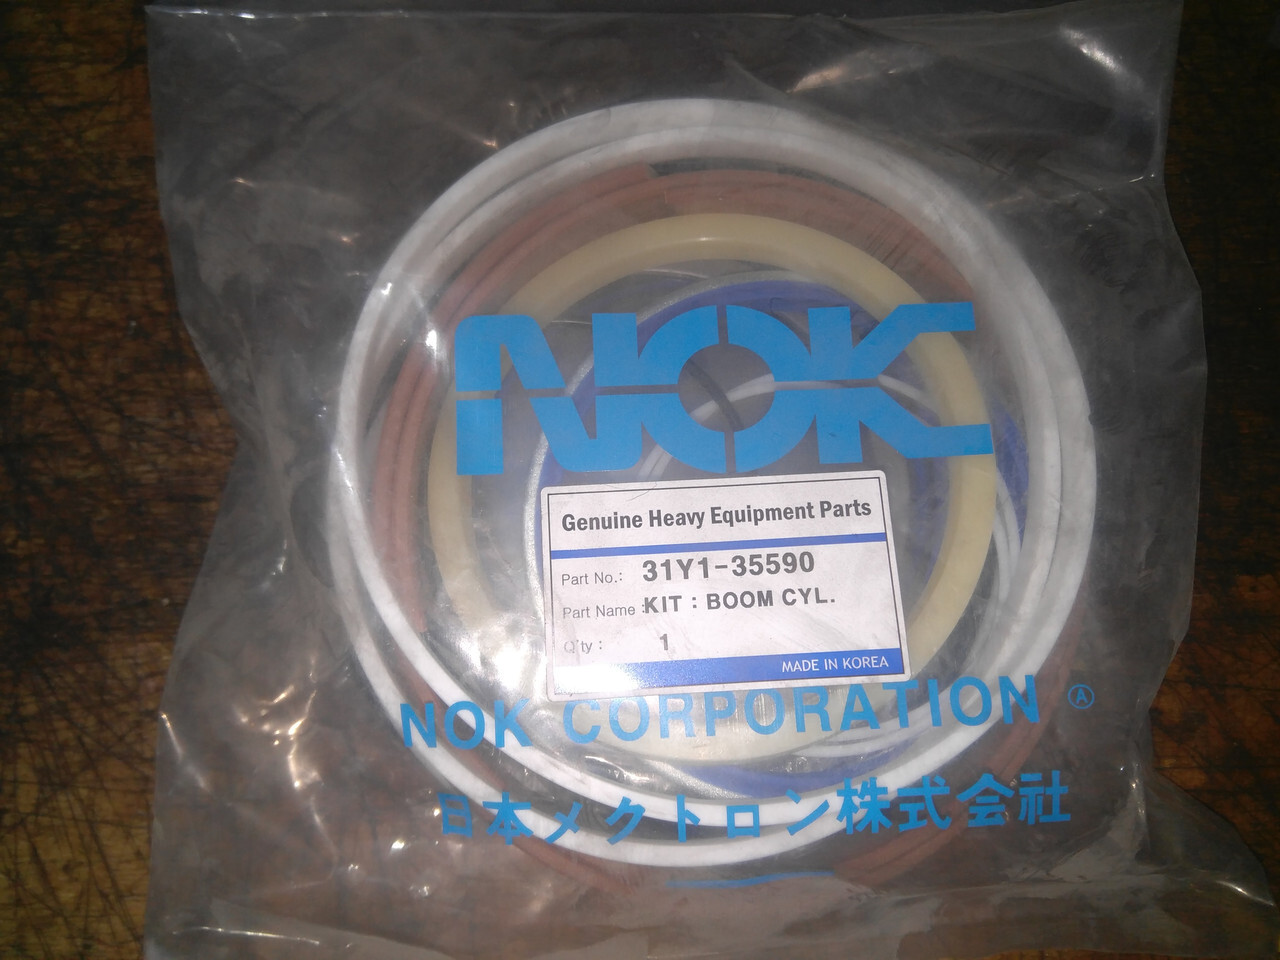 NOK
Genuine Heavy Equipment Parts
Part No.: 31Y1-35590
Part Name : KIT : BOOM CYL.
Q'ty : 1
MADE IN KOREA
NOK CORPORATION Ⓐ
日本メクトロン株式会社